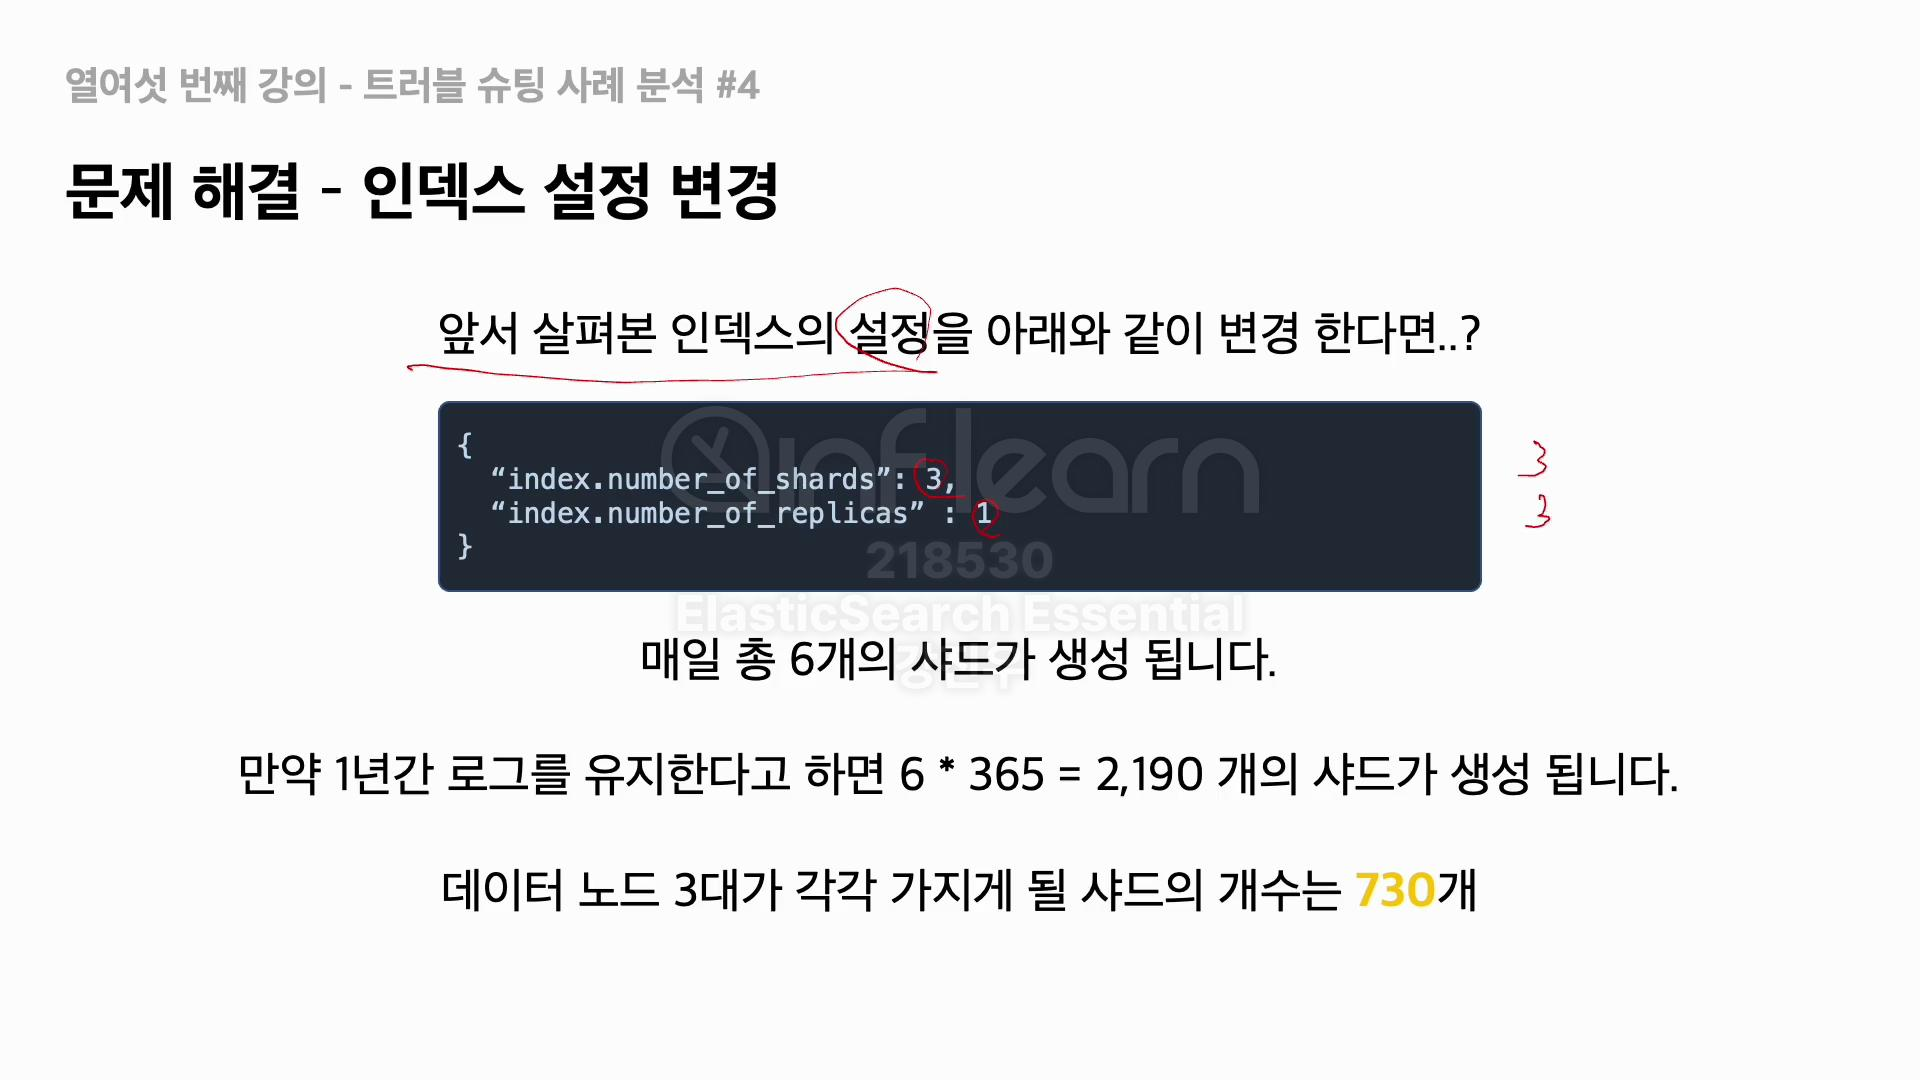 열여섯 번째 강의 - 트러블 슈팅 사례 분석 #4
문제 해결 - 인덱스 설정 변경
앞서 살펴본 인덱스의 설정을 아래와 같이 변경 한다면..?
{
“index.number_of_shards”: 3,
“index.number_of_replicas” : 1
}
3
3
inflearn
218530
ElasticSearch Essential
매일 총 6개의 샤드가 생성 됩니다.
만약 1년간 로그를 유지한다고 하면 6 * 365 = 2,190 개의 샤드가 생성 됩니다.
데이터 노드 3대가 각각 가지게 될 샤드의 개수는 730개